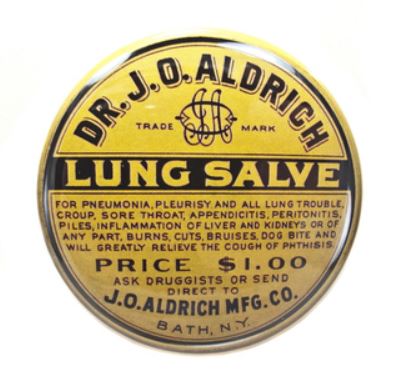 DR. J. O. ALDRICH
TRADE MARK
LUNG SALVE
FOR PNEUMONIA, PLEURISY AND ALL LUNG TROUBLE,
CROUP, SORE THROAT, APPENDICITIS, PERITONITIS,
PILES, INFLAMMATION OF LIVER AND KIDNEYS OR OF
ANY PART, BURNS, CUTS, BRUISES, DOG BITE AND
WILL GREATLY RELIEVE THE COUGH OF PHTHISIS.
PRICE $1.00
ASK DRUGGISTS OR SEND
DIRECT TO
J.O. ALDRICH MFG. CO.
BATH, N.Y.